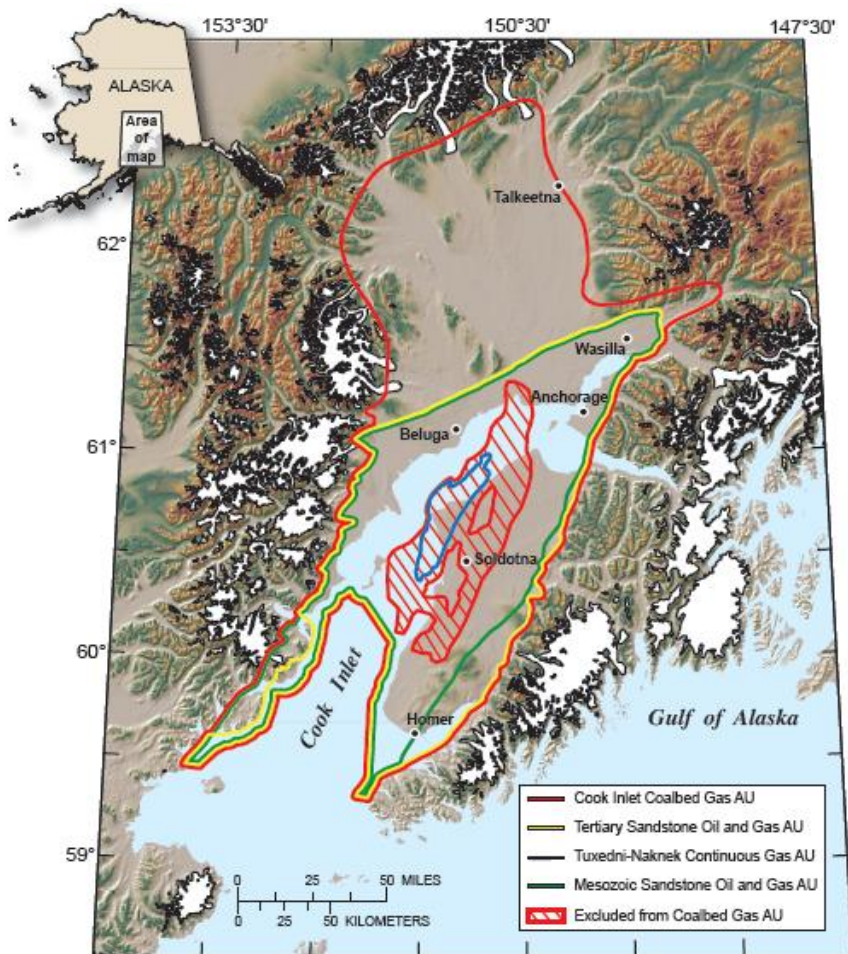 153°30'
150°30'
147°30'
ALASKA
Area
of
map
Talkeetna
62°
Wasilla
Anchorage
Beluga
61°
Soldotna
60°
Cook Inlet
Homer
Gulf of Alaska
59°
0 25 50 MILES
0 25 50 KILOMETERS
Cook Inlet Coalbed Gas AU
Tertiary Sandstone Oil and Gas AU
Tuxedni-Naknek Continuous Gas AU
Mesozoic Sandstone Oil and Gas AU
Excluded from Coalbed Gas AU